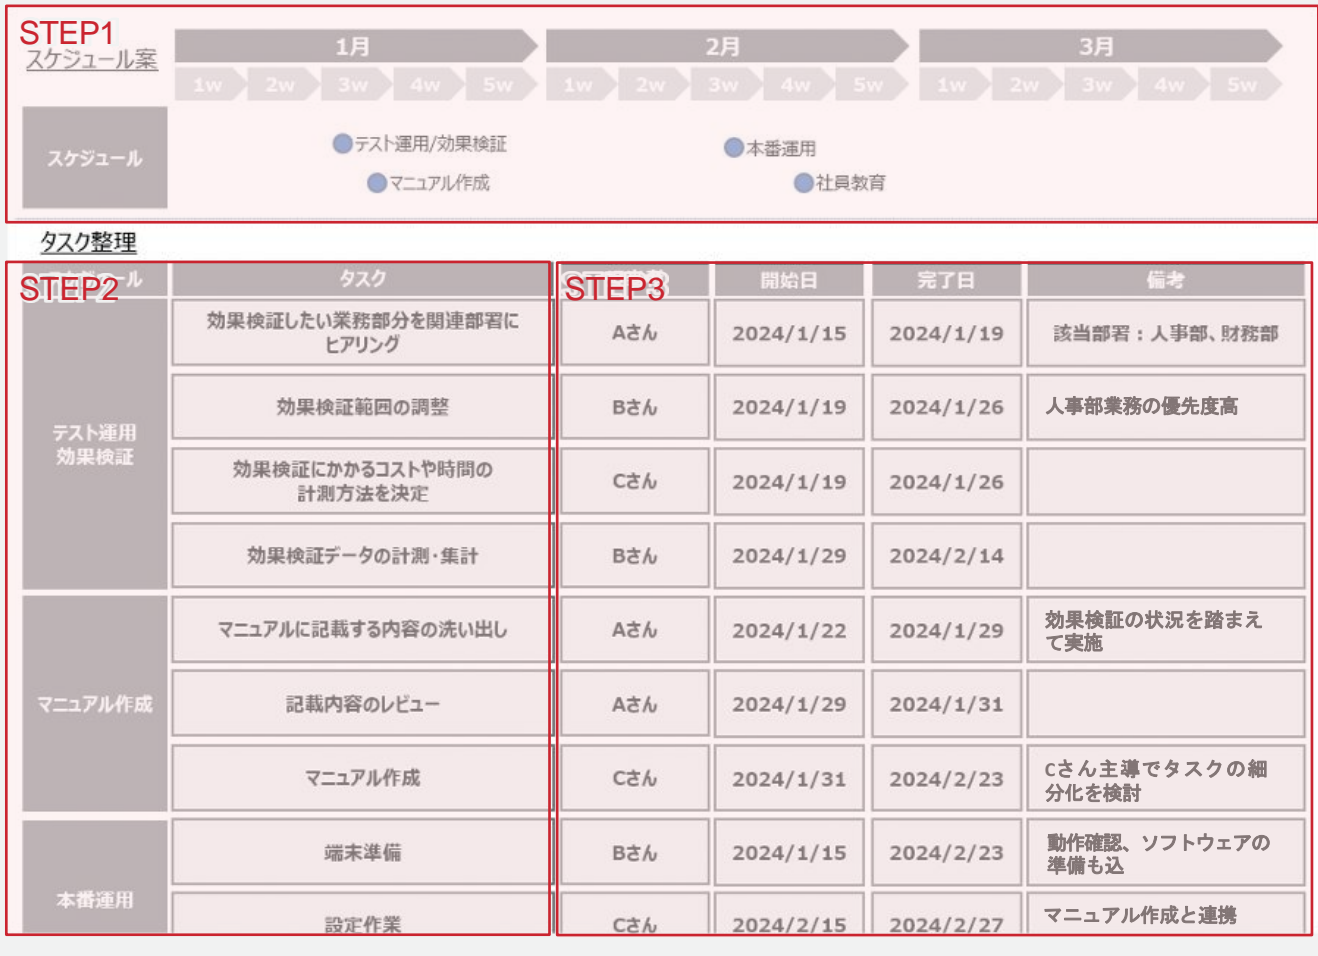 STEP1
スケジュール案
1月 2月 3月
1w 2w 3w 4w 5w 1w 2w 3w 4w 5w 1w 2w 3w 4w 5w
スケジュール
テスト運用/効果検証
本番運用
マニュアル作成
社員教育
タスク整理
STEP2
タスク
STEP3
開始日 完了日 備考
テスト運用
効果検証
効果検証したい業務部分を関連部署に
ヒアリング
Aさん 2024/1/15 2024/1/19 該当部署：人事部、財務部
効果検証範囲の調整 Bさん 2024/1/19 2024/1/26 人事部業務の優先度高
効果検証にかかるコストや時間の
計測方法を決定
Cさん 2024/1/19 2024/1/26
効果検証データの計測・集計 Bさん 2024/1/29 2024/2/14
マニュアル作成
マニュアルに記載する内容の洗い出し Aさん 2024/1/22 2024/1/29
効果検証の状況を踏まえ
て実施
記載内容のレビュー Aさん 2024/1/29 2024/1/31
マニュアル作成 Cさん 2024/1/31 2024/2/23
Cさん主導でタスクの細
分化を検討
本番運用
端末準備 Bさん 2024/1/15 2024/2/23
動作確認、ソフトウェアの
準備も込
設定作業 Cさん 2024/2/15 2024/2/27 マニュアル作成と連携